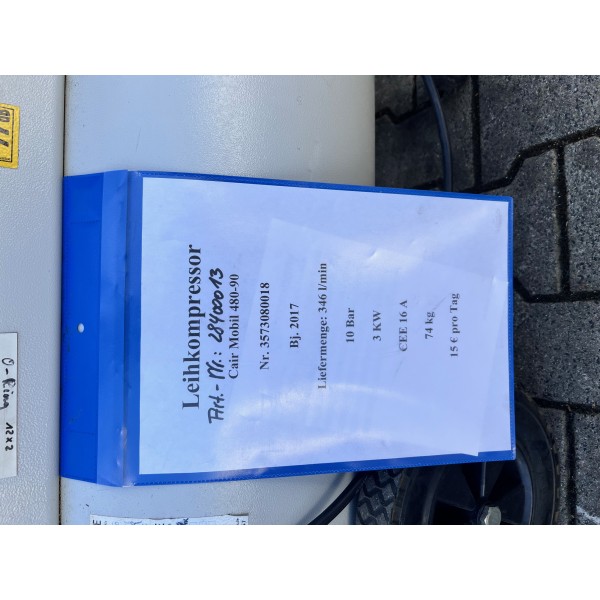 Leihkompressor
Art.-Nr.: 28400013
Cair Mobil 480-90
Nr. 3573080018
Bj. 2017
Liefermenge: 346 l/min
10 Bar
3 KW
CEE 16 A
74 kg
15 € pro Tag
O-Ring
12x2